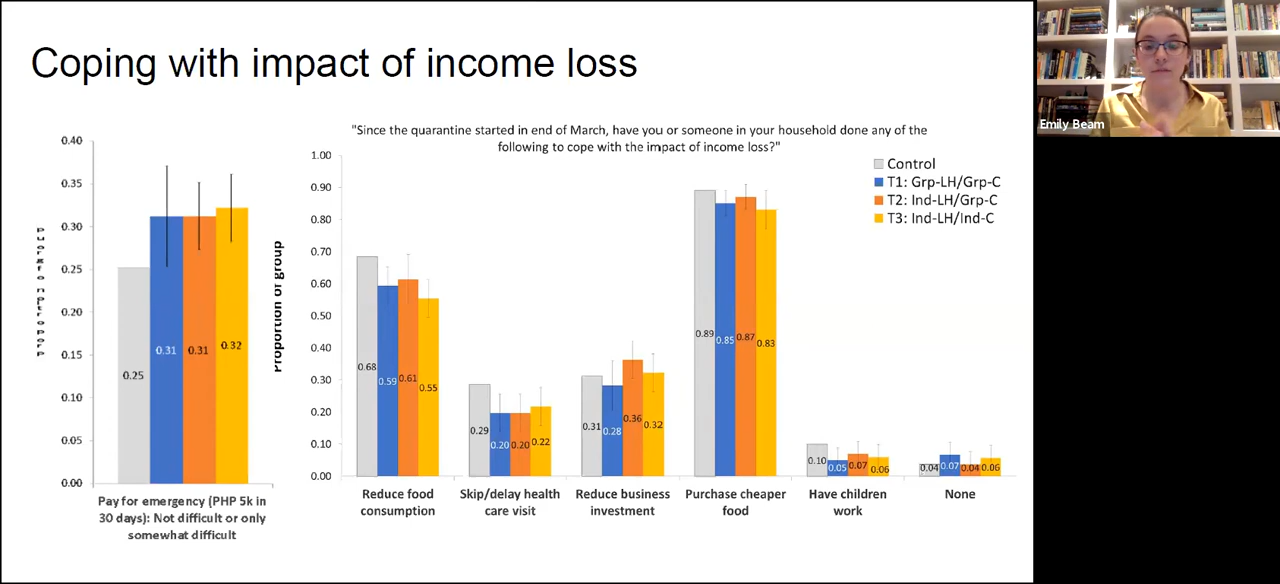 Coping with impact of income loss
Emily Beam
"Since the quarantine started in end of March, have you or someone in your household done any of the
following to cope with the impact of income loss?"
0.40
0.35
0.30
0.25
0.20
0.15
0.10
0.05
0.00
0.25
0.31
0.31
0.32
Pay for emergency (PHP 5k in
30 days): Not difficult or only
somewhat difficult
Proportion of group
1.00
0.90
0.80
0.70
0.60
0.50
0.40
0.30
0.20
0.10
0.00
Control
T1: Grp-LH/Grp-C
T2: Ind-LH/Grp-C
T3: Ind-LH/Ind-C
0.68
0.59
0.61
0.55
0.29
0.20
0.20
0.22
0.31
0.28
0.36
0.32
0.89
0.85
0.87
0.83
0.10
0.05
0.07
0.06
0.04
0.07
0.04
0.06
Reduce food
consumption
Skip/delay health
care visit
Reduce business
investment
Purchase cheaper
food
Have children
work
None